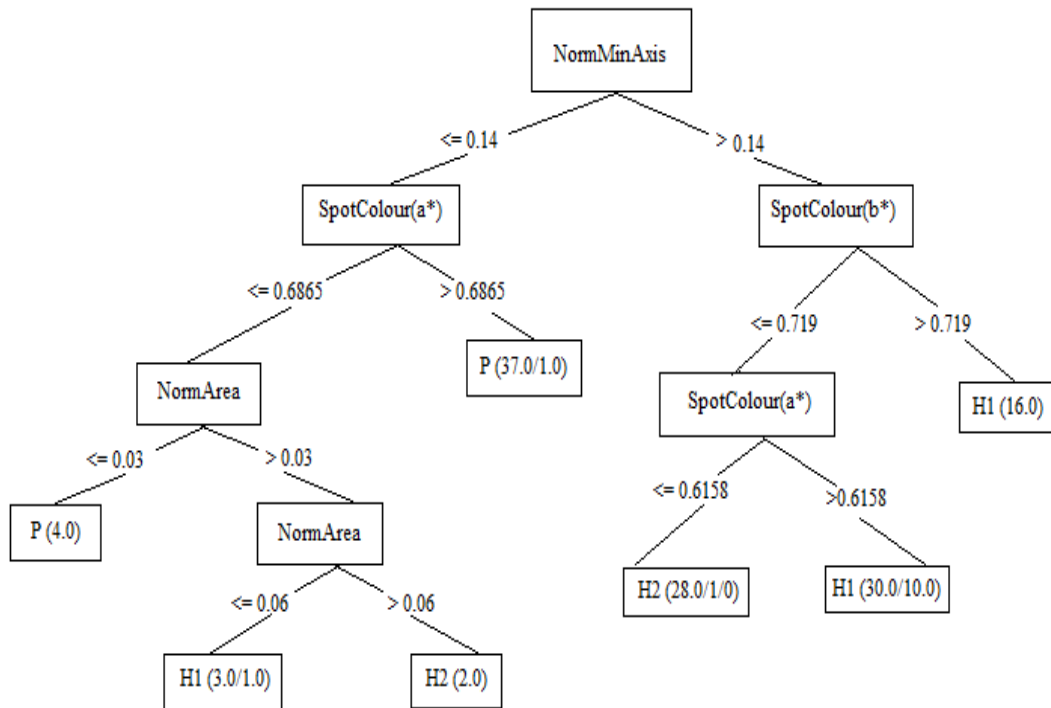 NormMinAxis
<= 0.14
> 0.14
SpotColour(a*)
SpotColour(b*)
<= 0.6865
> 0.6865
<= 0.719
> 0.719
P (37.0/1.0)
NormArea
SpotColour(a*)
H1 (16.0)
<= 0.03
> 0.03
<= 0.6158
>0.6158
P (4.0)
NormArea
H2 (28.0/1/0)
H1 (30.0/10.0)
<= 0.06
> 0.06
H1 (3.0/1.0)
H2 (2.0)